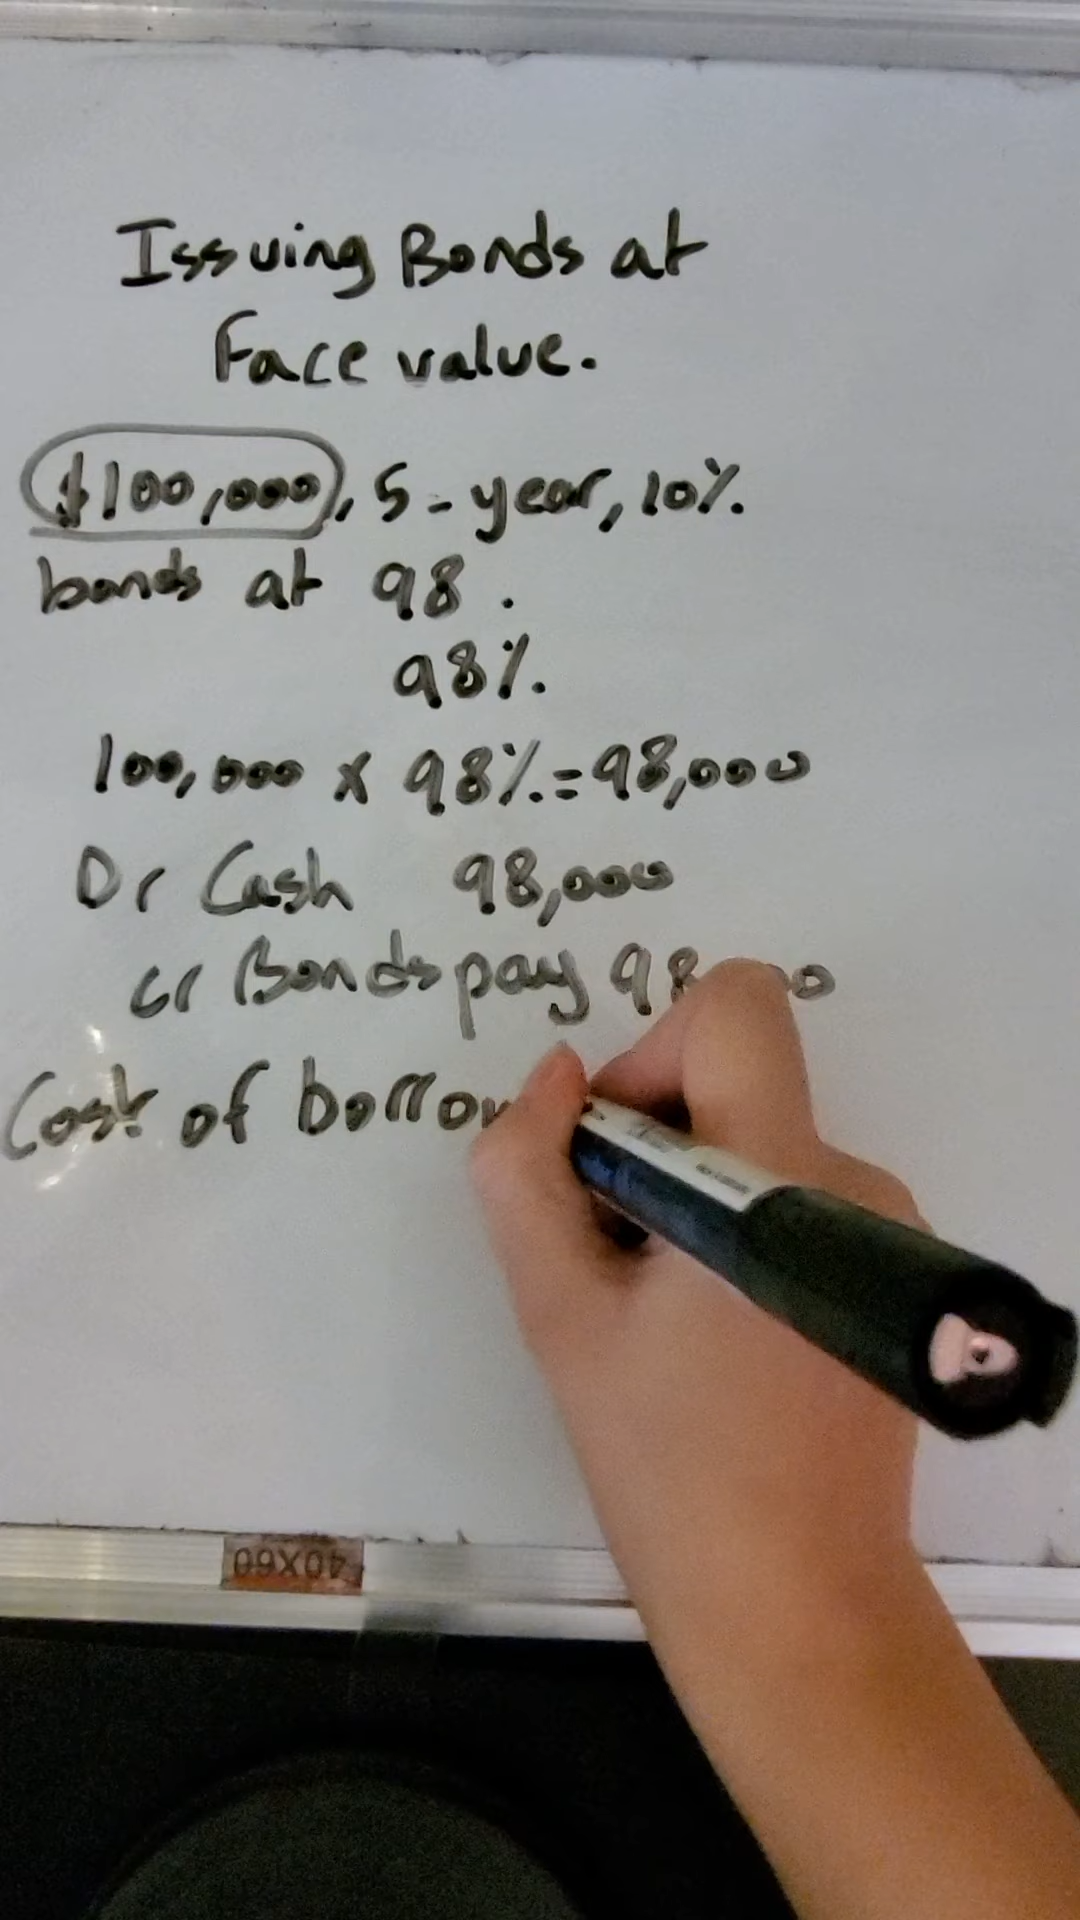 Issuing Bonds at
Face value.
$100,000, 5-year, 10%
bonds at 98.
98%.
100,000 x 98%. = 98,000
Dr Cash 98,000
cr Bonds pay
Cost of
40X60